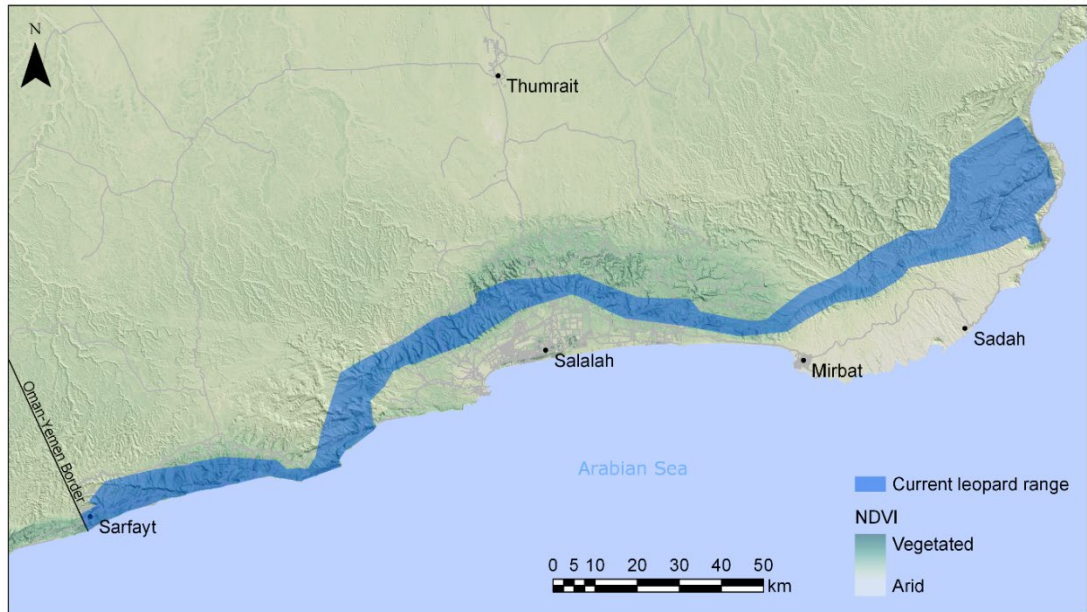 N
Thumrait
Salalah
Sadah
Mirbat
Oman-Yemen Border
Sarfayt
Arabian Sea
Current leopard range
NDVI
Vegetated
Arid
0 5 10 20 30 40 50
km